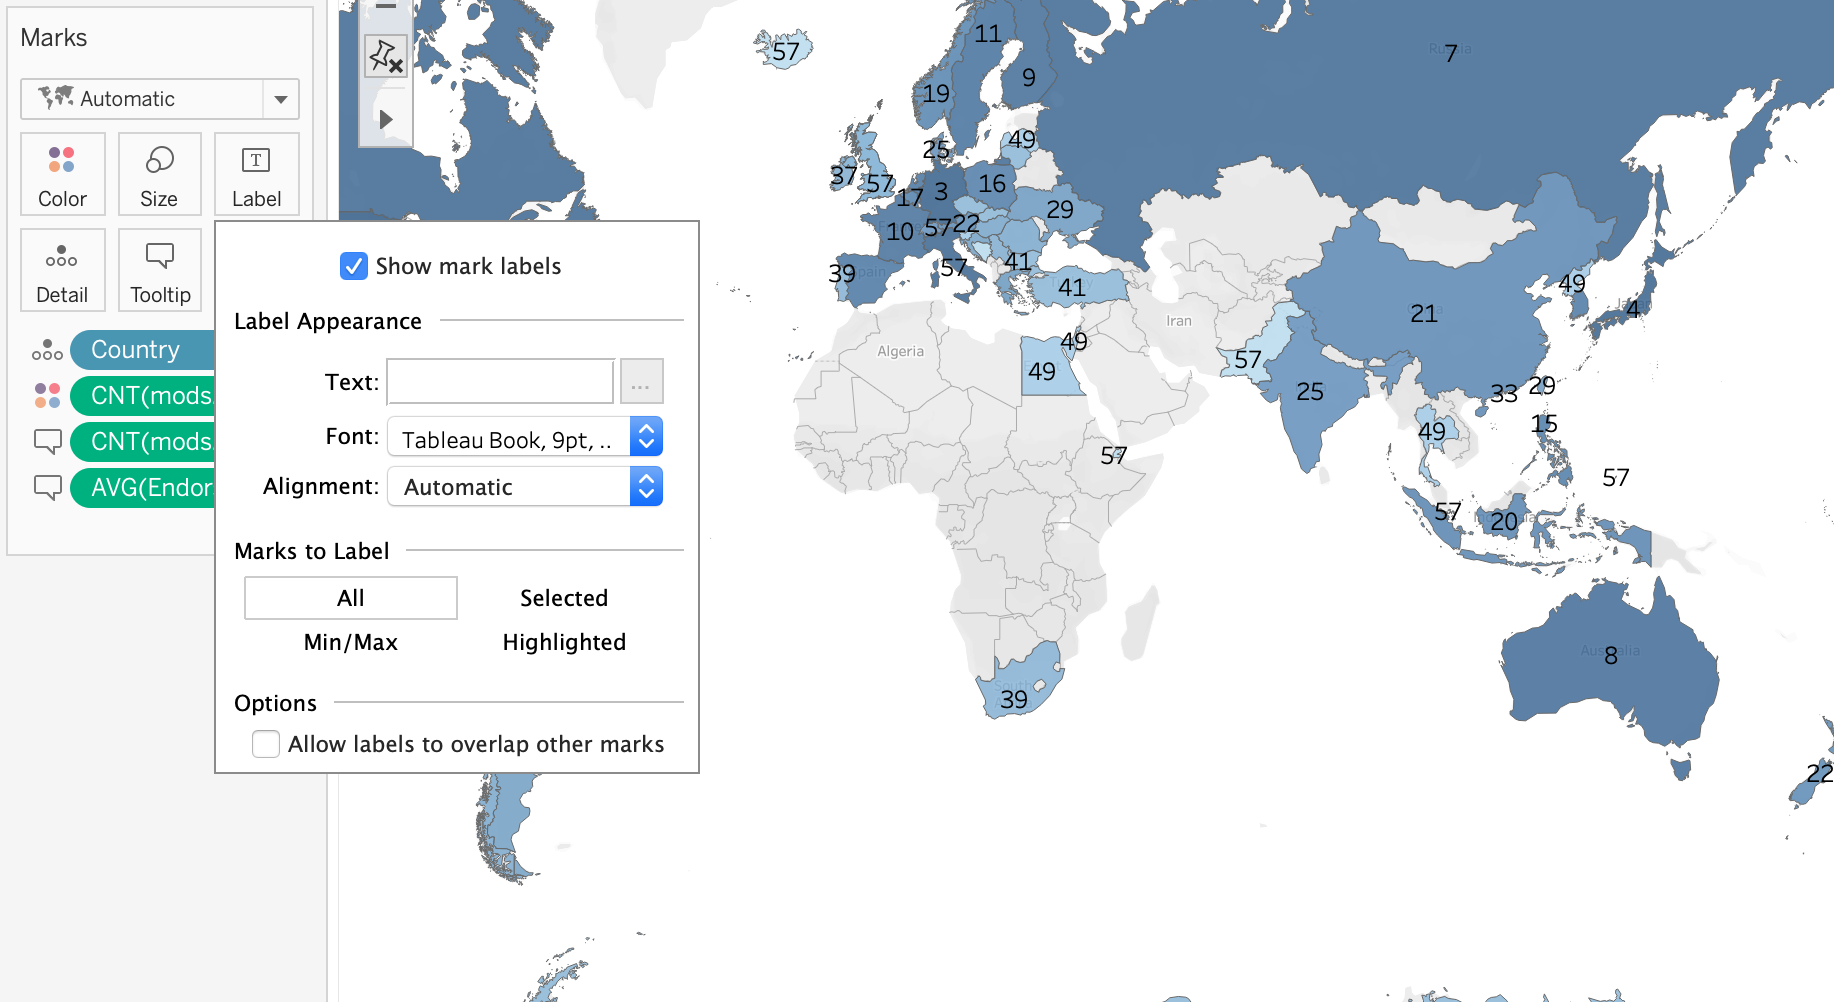 Marks
Automatic
Color
Size
T
Label
Detail
Tooltip
Country
CNT(mods.
CNT(mods.
AVG(Endor
Show mark labels
Label Appearance
Text:
...
Font:
Tableau Book, 9pt, ..
Alignment:
Automatic
Marks to Label
All
Selected
Min/Max
Highlighted
Options
Allow labels to overlap other marks
57
11
9
19
Russia
7
49
25
37
57
17
3
16
29
10
57
22
39
57
41
41
49
21
4
Algeria
49
49
Iran
57
25
33
29
49
15
57
57
57
20
39
Australia
8
22